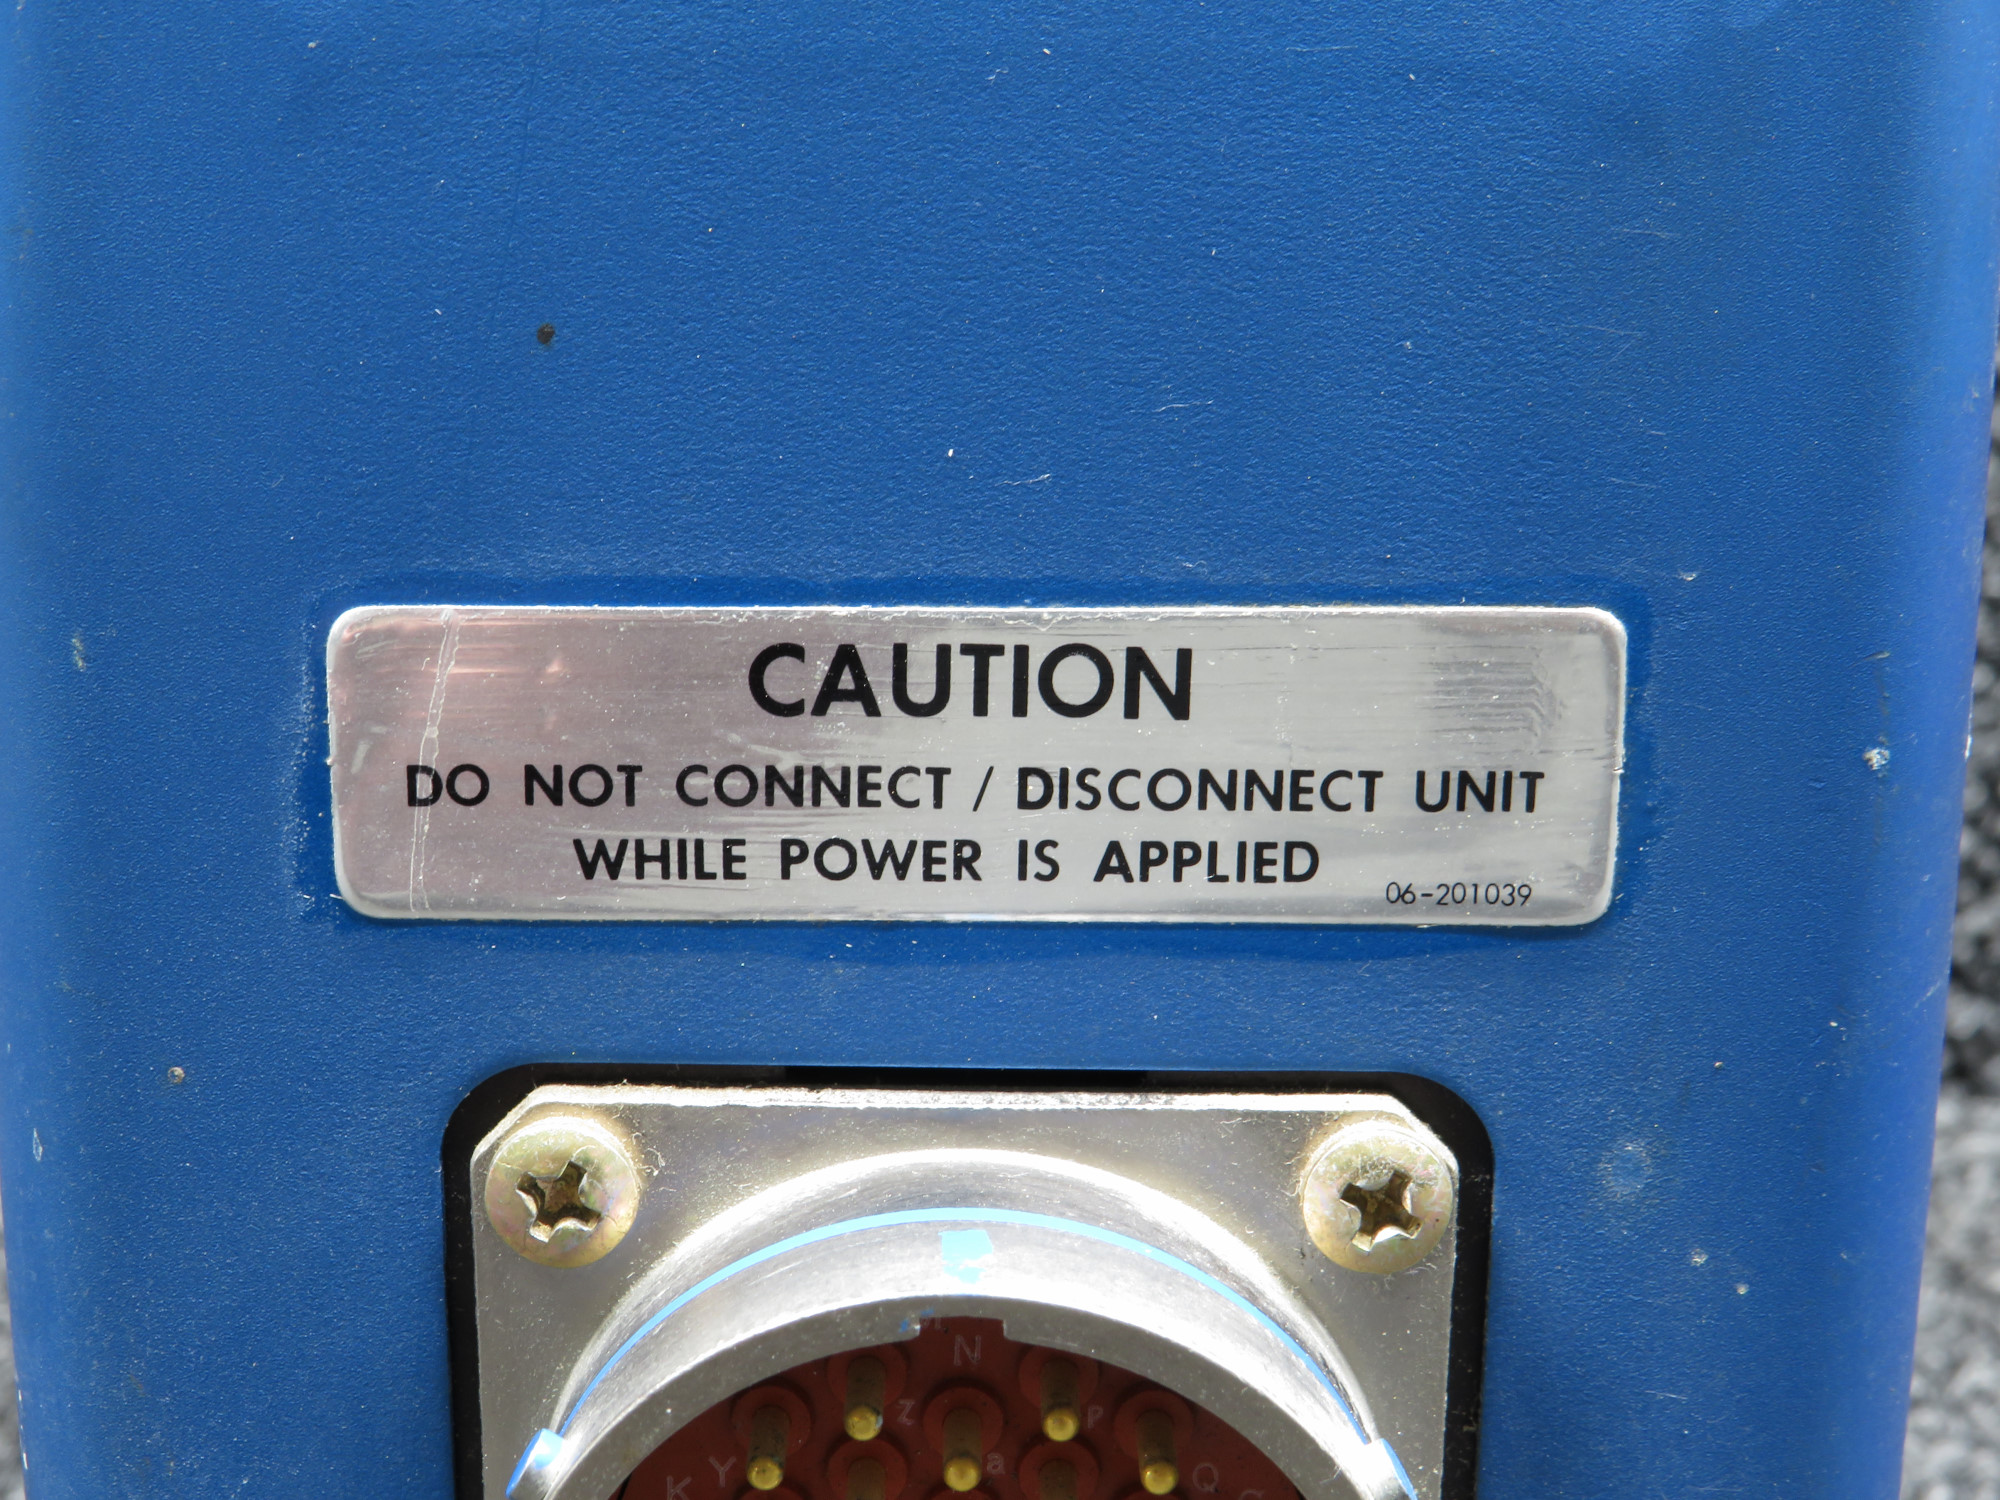 CAUTION
DO NOT CONNECT / DISCONNECT UNIT
WHILE POWER IS APPLIED
06-201039
N
Z
P
K
Y
a
Q